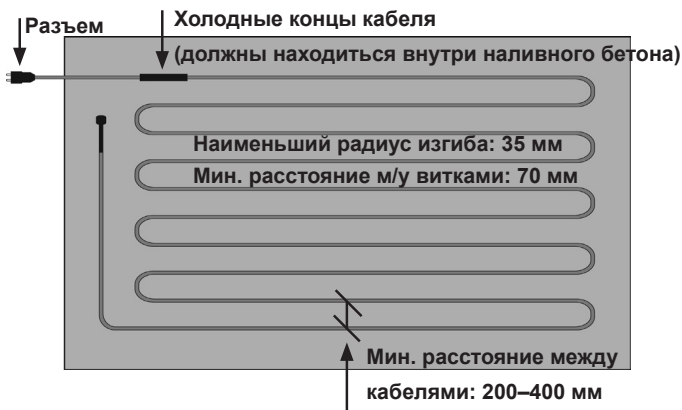 Разъем
Холодные концы кабеля
(должны находиться внутри наливного бетона)
Наименьший радиус изгиба: 35 мм
Мин. расстояние м/у витками: 70 мм
Мин. расстояние между
кабелями: 200–400 мм